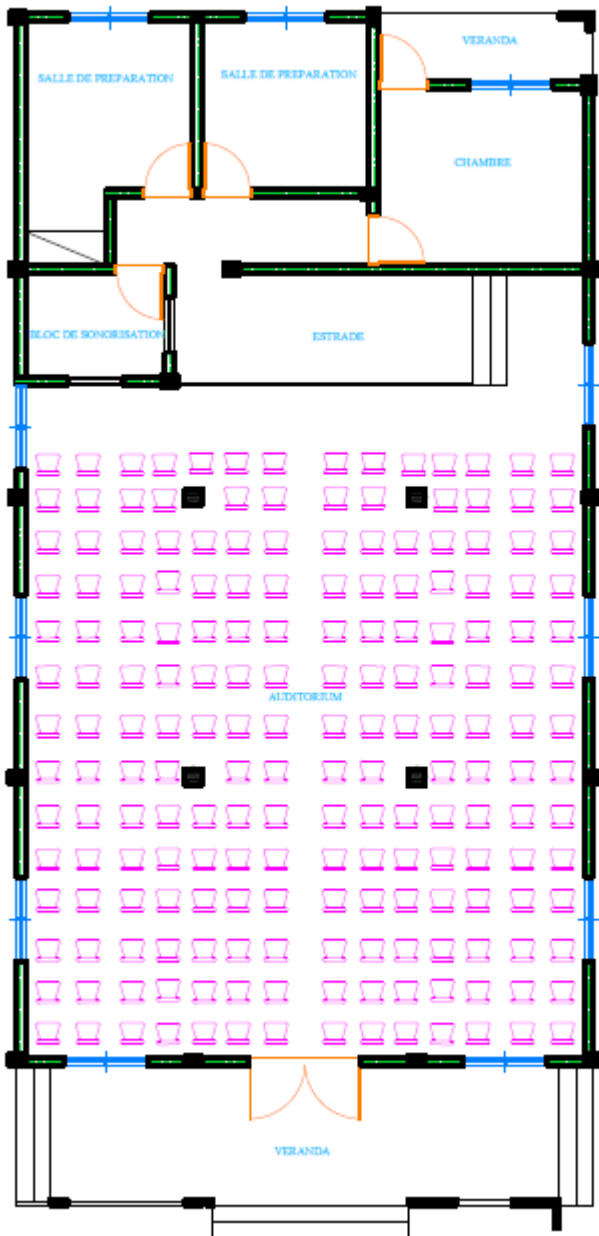 VERANDA
SALLE DE PREPARATION
SALLE DE PREPARATION
CHAMBRE
BLOC DE SONORISATION
ESTRADE
AUDITORIUM
VERANDA